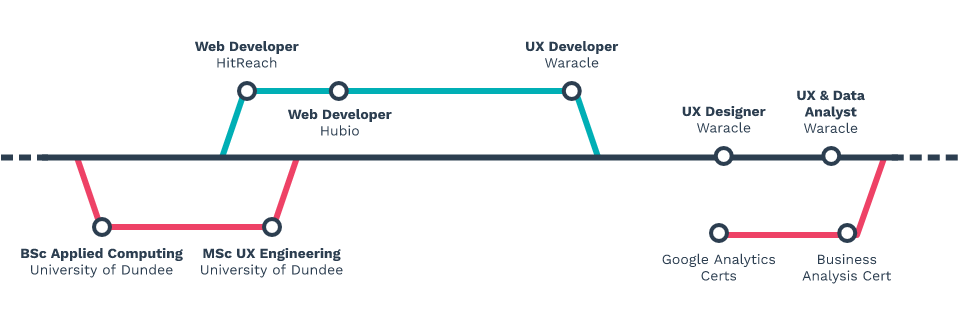 Web Developer
HitReach
UX Developer
Waracle
Web Developer
Hubio
UX Designer
Waracle
UX & Data
Analyst
Waracle
BSc Applied Computing
University of Dundee
MSc UX Engineering
University of Dundee
Google Analytics
Certs
Business
Analysis Cert